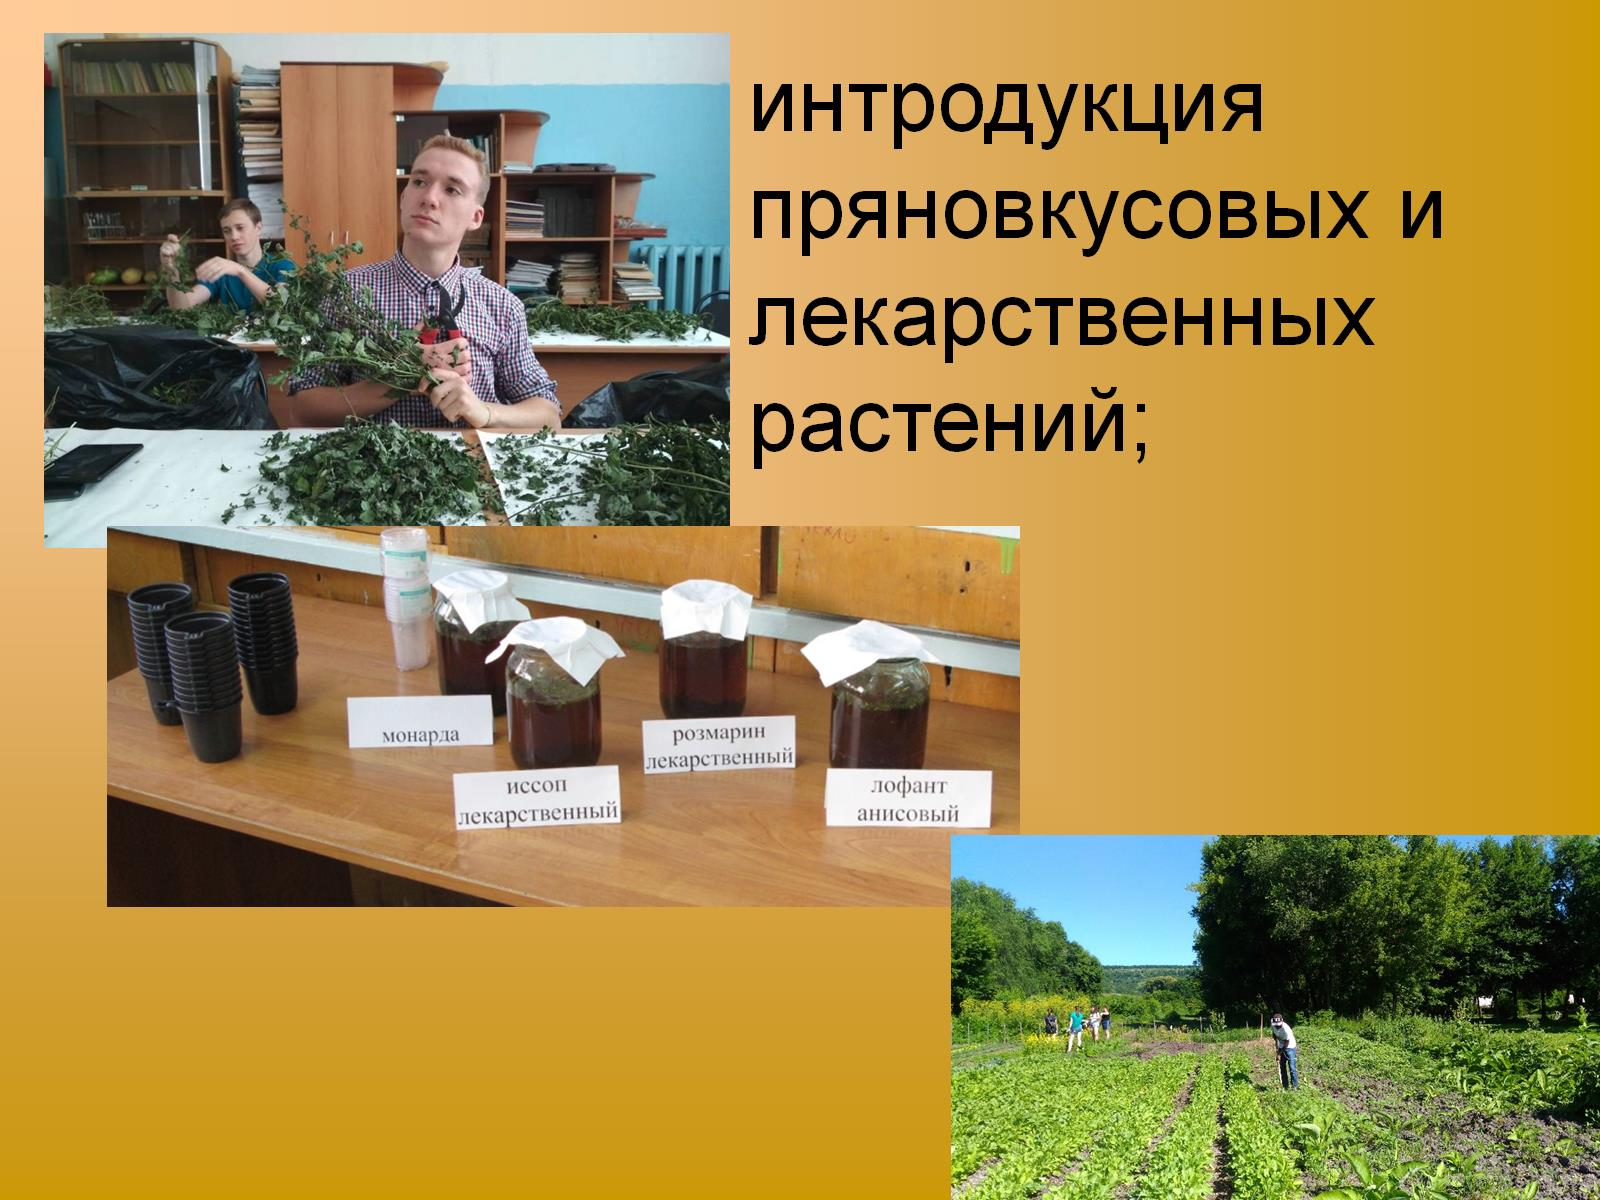 интродукция
пряновкусовых и
лекарственных
растений;
монарда
иссоп
лекарственный
розмарин
лекарственный
лофант
анисовый